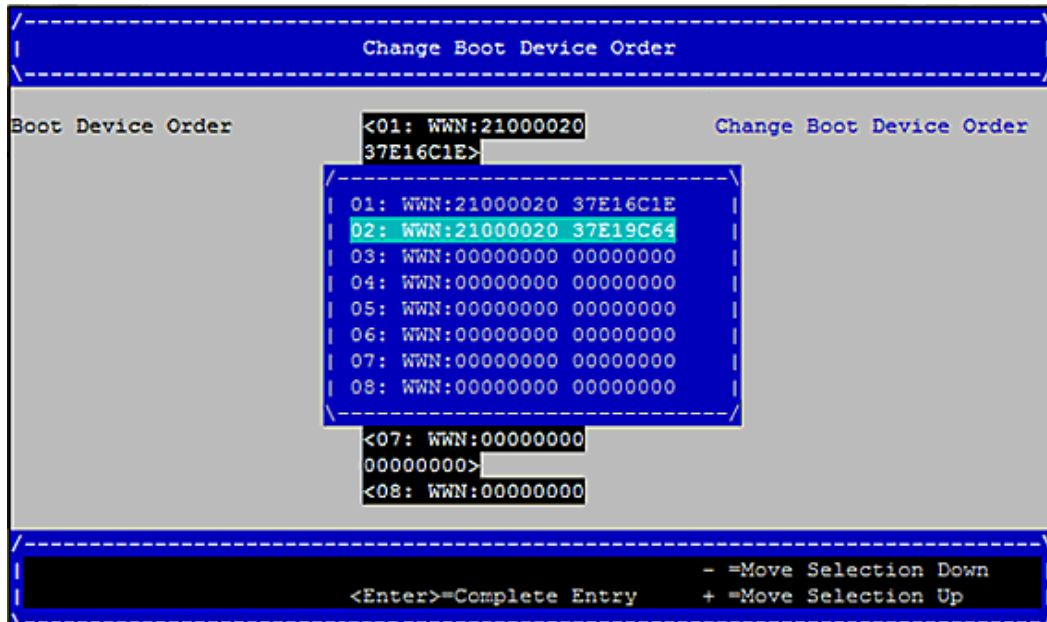 Change Boot Device Order
Boot Device Order
<01: WWN:21000020
37E16C1E>
Change Boot Device Order
01: WWN:21000020 37E16C1E
02: WWN:21000020 37E19C64
03: WWN:00000000 00000000
04: WWN:00000000 00000000
05: WWN:00000000 00000000
06: WWN:00000000 00000000
07: WWN:00000000 00000000
08: WWN:00000000 00000000
<07: WWN:00000000
00000000>
<08: WWN:00000000
- =Move Selection Down
<Enter>=Complete Entry + =Move Selection Up